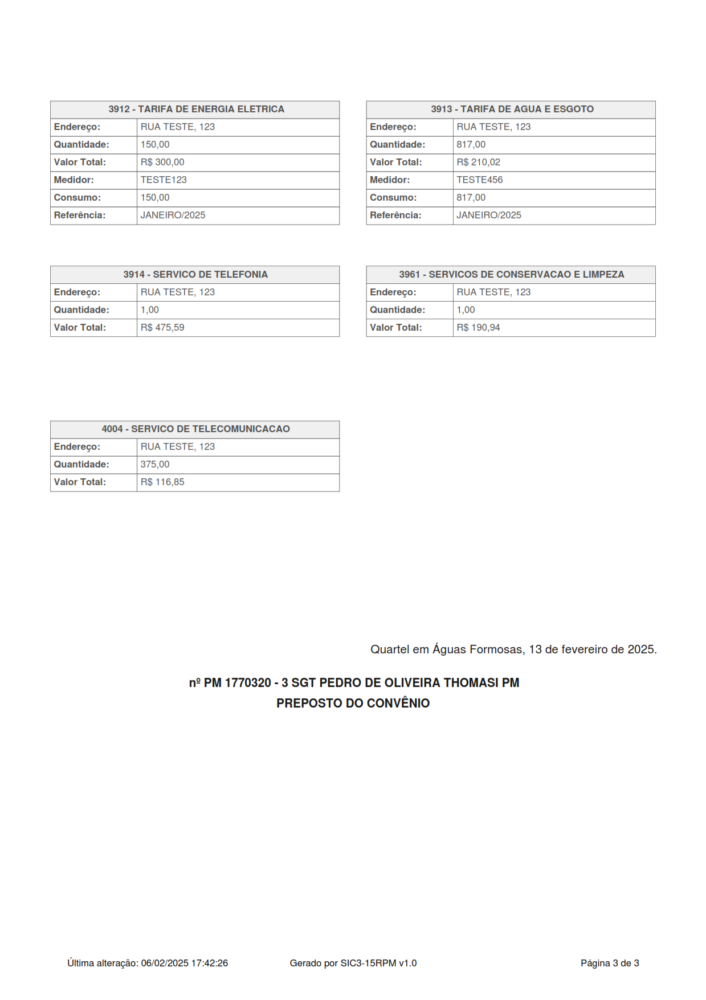 3912 - TARIFA DE ENERGIA ELETRICA
Endereço: RUA TESTE, 123
Quantidade: 150,00
Valor Total: R$ 300,00
Medidor: TESTE123
Consumo: 150,00
Referência: JANEIRO/2025
3913 - TARIFA DE AGUA E ESGOTO
Endereço: RUA TESTE, 123
Quantidade: 817,00
Valor Total: R$ 210,02
Medidor: TESTE456
Consumo: 817,00
Referência: JANEIRO/2025
3914 - SERVICO DE TELEFONIA
Endereço: RUA TESTE, 123
Quantidade: 1,00
Valor Total: R$ 475,59
3961 - SERVICOS DE CONSERVACAO E LIMPEZA
Endereço: RUA TESTE, 123
Quantidade: 1,00
Valor Total: R$ 190,94
4004 - SERVICO DE TELECOMUNICACAO
Endereço: RUA TESTE, 123
Quantidade: 375,00
Valor Total: R$ 116,85
Quartel em Águas Formosas, 13 de fevereiro de 2025.
nº PM 1770320 - 3 SGT PEDRO DE OLIVEIRA THOMASI PM
PREPOSTO DO CONVÊNIO
Última alteração: 06/02/2025 17:42:26 Gerado por SIC3-15RPM v1.0 Página 3 de 3